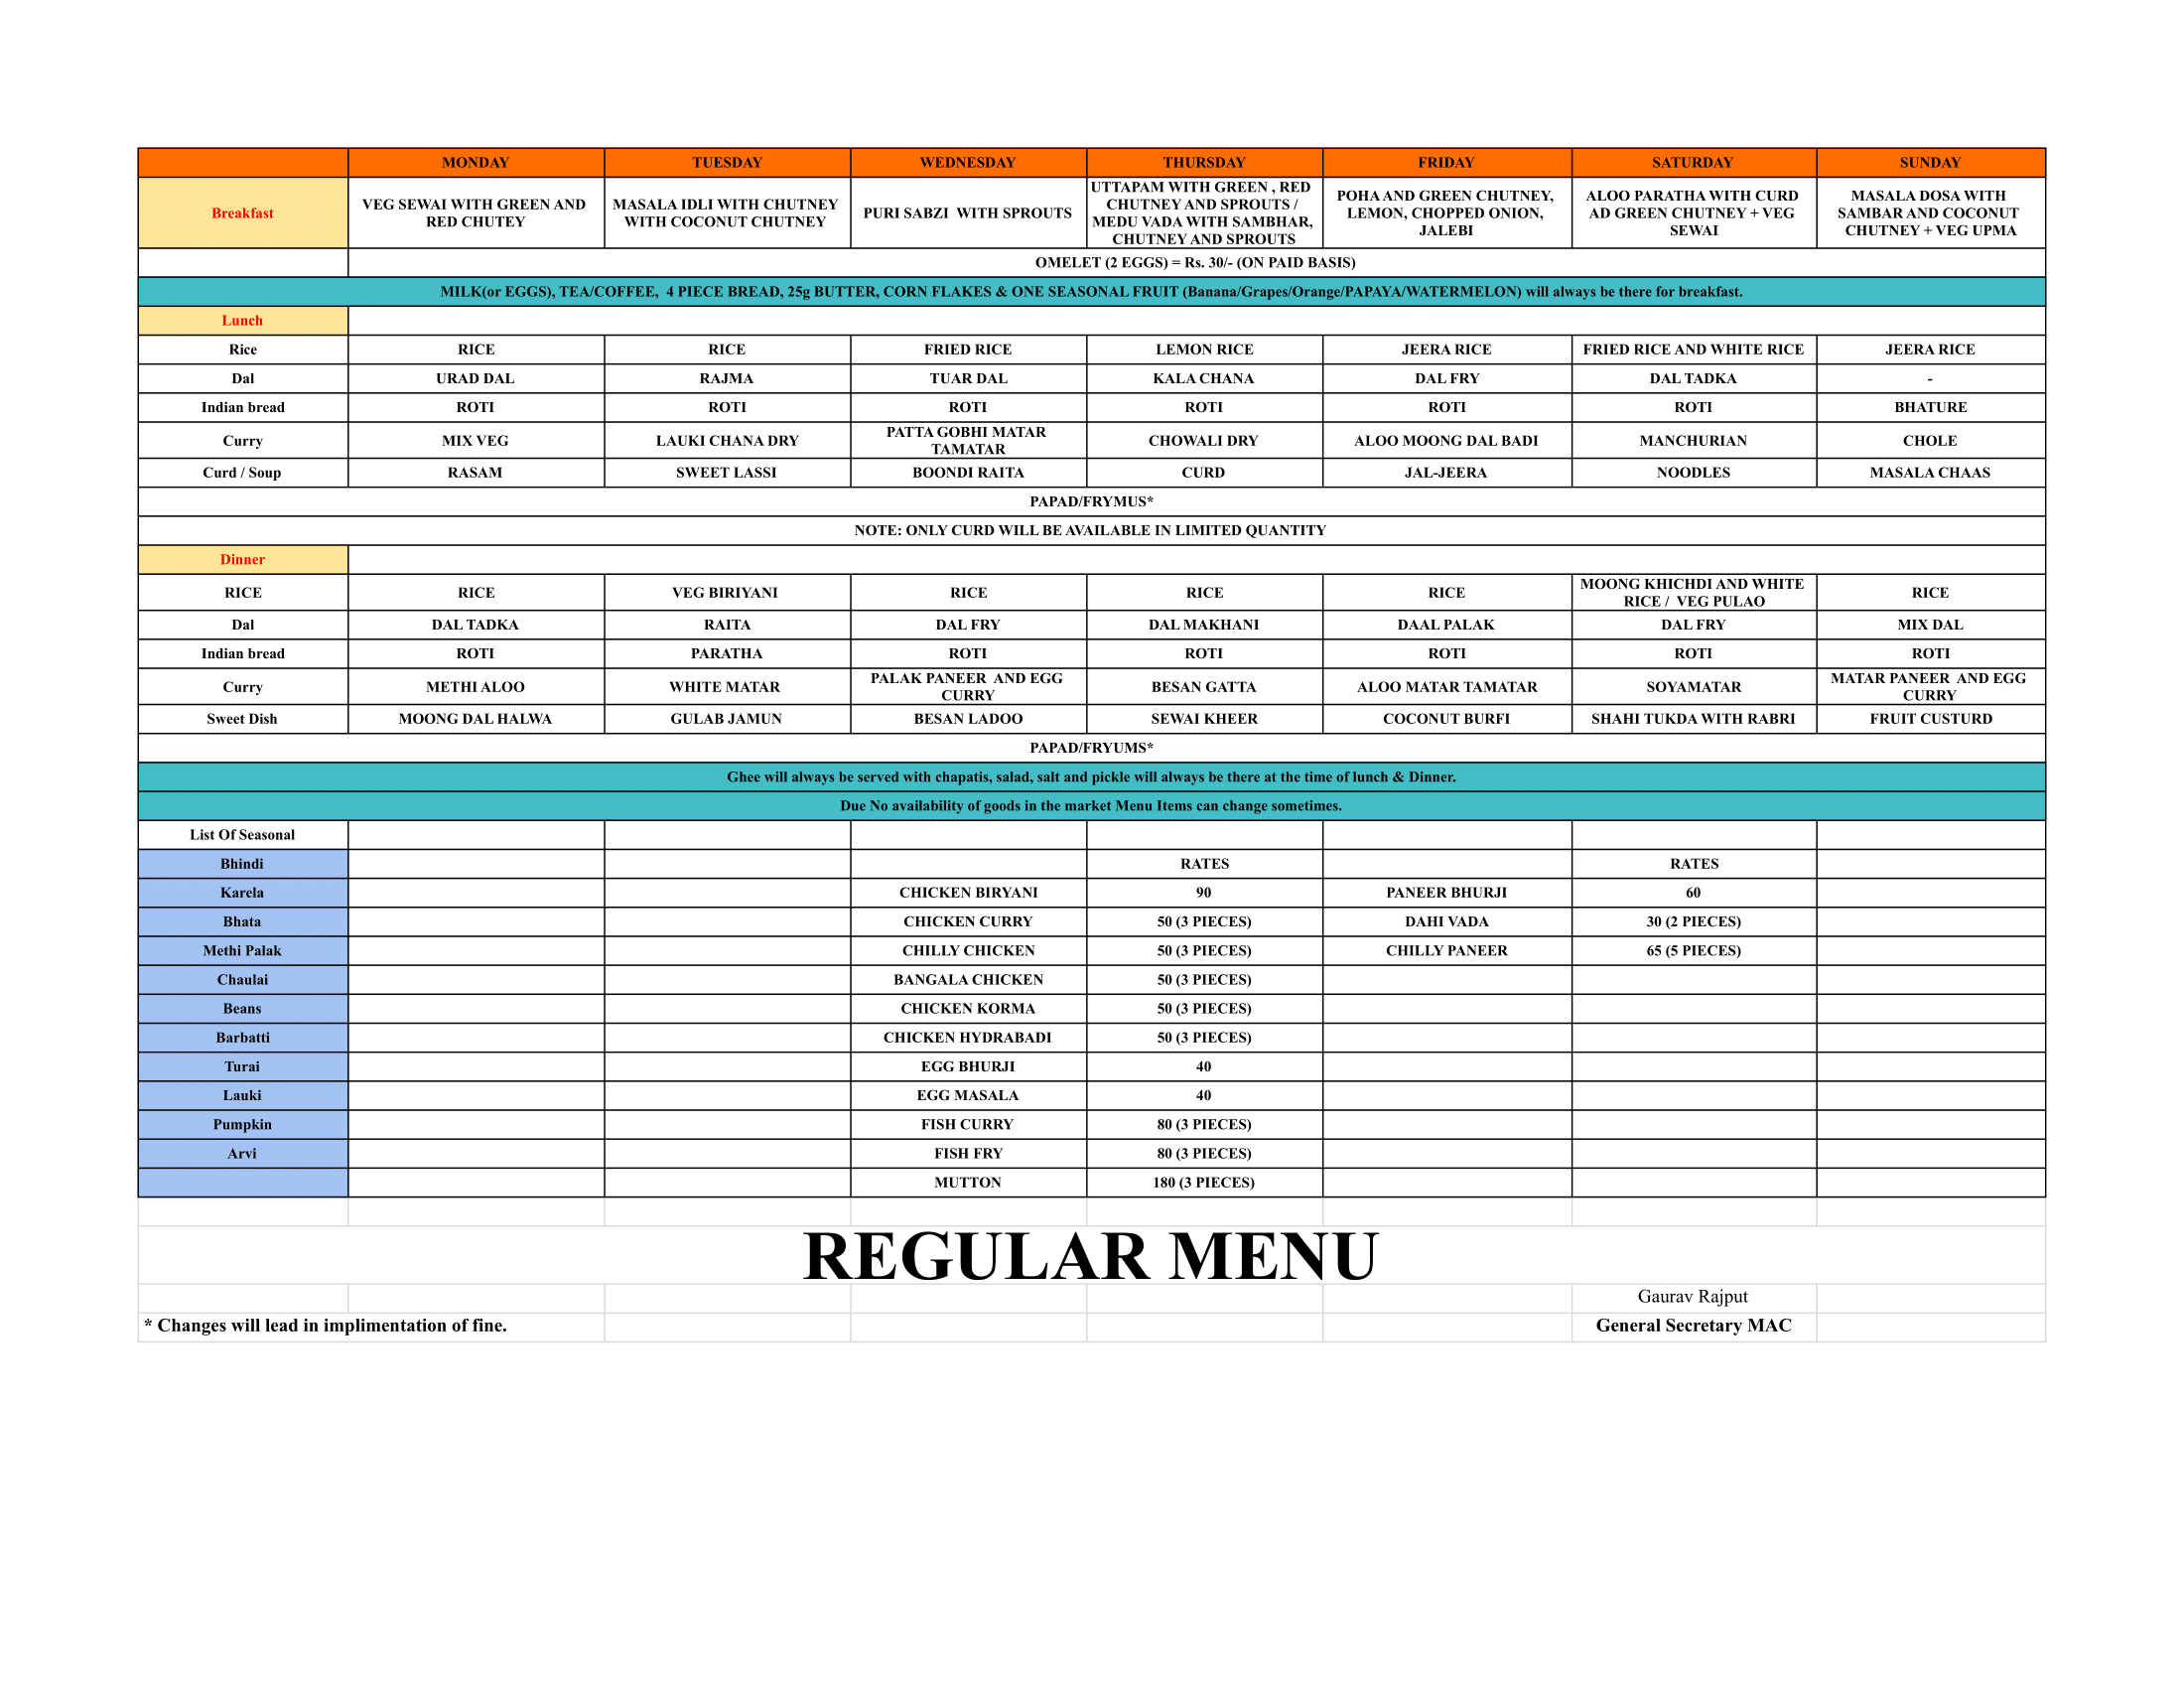 MONDAY TUESDAY WEDNESDAY THURSDAY FRIDAY SATURDAY SUNDAY
Breakfast VEG SEWAI WITH GREEN AND RED CHUTEY MASALA IDLI WITH CHUTNEY WITH COCONUT CHUTNEY PURI SABZI WITH SPROUTS UTTAPAM WITH GREEN , RED CHUTNEY AND SPROUTS / MEDU VADA WITH SAMBHAR, CHUTNEY AND SPROUTS POHA AND GREEN CHUTNEY, LEMON, CHOPPED ONION, JALEBI ALOO PARATHA WITH CURD AD GREEN CHUTNEY + VEG SEWAI MASALA DOSA WITH SAMBAR AND COCONUT CHUTNEY + VEG UPMA
OMELET (2 EGGS) = Rs. 30/- (ON PAID BASIS)
MILK(or EGGS), TEA/COFFEE, 4 PIECE BREAD, 25g BUTTER, CORN FLAKES & ONE SEASONAL FRUIT (Banana/Grapes/Orange/PAPAYA/WATERMELON) will always be there for breakfast.
Lunch
Rice RICE RICE FRIED RICE LEMON RICE JEERA RICE FRIED RICE AND WHITE RICE JEERA RICE
Dal URAD DAL RAJMA TUAR DAL KALA CHANA DAL FRY DAL TADKA -
Indian bread ROTI ROTI ROTI ROTI ROTI ROTI BHATURE
Curry MIX VEG LAUKI CHANA DRY PATTA GOBHI MATAR TAMATAR CHOWALI DRY ALOO MOONG DAL BADI MANCHURIAN CHOLE
Curd / Soup RASAM SWEET LASSI BOONDI RAITA CURD JAL-JEERA NOODLES MASALA CHAAS
PAPAD/FRYMUS*
NOTE: ONLY CURD WILL BE AVAILABLE IN LIMITED QUANTITY
Dinner
RICE RICE VEG BIRIYANI RICE RICE RICE MOONG KHICHDI AND WHITE RICE / VEG PULAO RICE
Dal DAL TADKA RAITA DAL FRY DAL MAKHANI DAAL PALAK DAL FRY MIX DAL
Indian bread ROTI PARATHA ROTI ROTI ROTI ROTI ROTI
Curry METHI ALOO WHITE MATAR PALAK PANEER AND EGG CURRY BESAN GATTA ALOO MATAR TAMATAR SOYAMATAR MATAR PANEER AND EGG CURRY
Sweet Dish MOONG DAL HALWA GULAB JAMUN BESAN LADOO SEWAI KHEER COCONUT BURFI SHAHI TUKDA WITH RABRI FRUIT CUSTURD
PAPAD/FRYUMS*
Ghee will always be served with chapatis, salad, salt and pickle will always be there at the time of lunch & Dinner.
Due No availability of goods in the market Menu Items can change sometimes.
List Of Seasonal
Bhindi RATES RATES
Karela CHICKEN BIRYANI 90 PANEER BHURJI 60
Bhata CHICKEN CURRY 50 (3 PIECES) DAHI VADA 30 (2 PIECES)
Methi Palak CHILLY CHICKEN 50 (3 PIECES) CHILLY PANEER 65 (5 PIECES)
Chaulai BANGALA CHICKEN 50 (3 PIECES)
Beans CHICKEN KORMA 50 (3 PIECES)
Barbatti CHICKEN HYDRABADI 50 (3 PIECES)
Turai EGG BHURJI 40
Lauki EGG MASALA 40
Pumpkin FISH CURRY 80 (3 PIECES)
Arvi FISH FRY 80 (3 PIECES)
MUTTON 180 (3 PIECES)
REGULAR MENU
Gaurav Rajput
* Changes will lead in implimentation of fine. General Secretary MAC